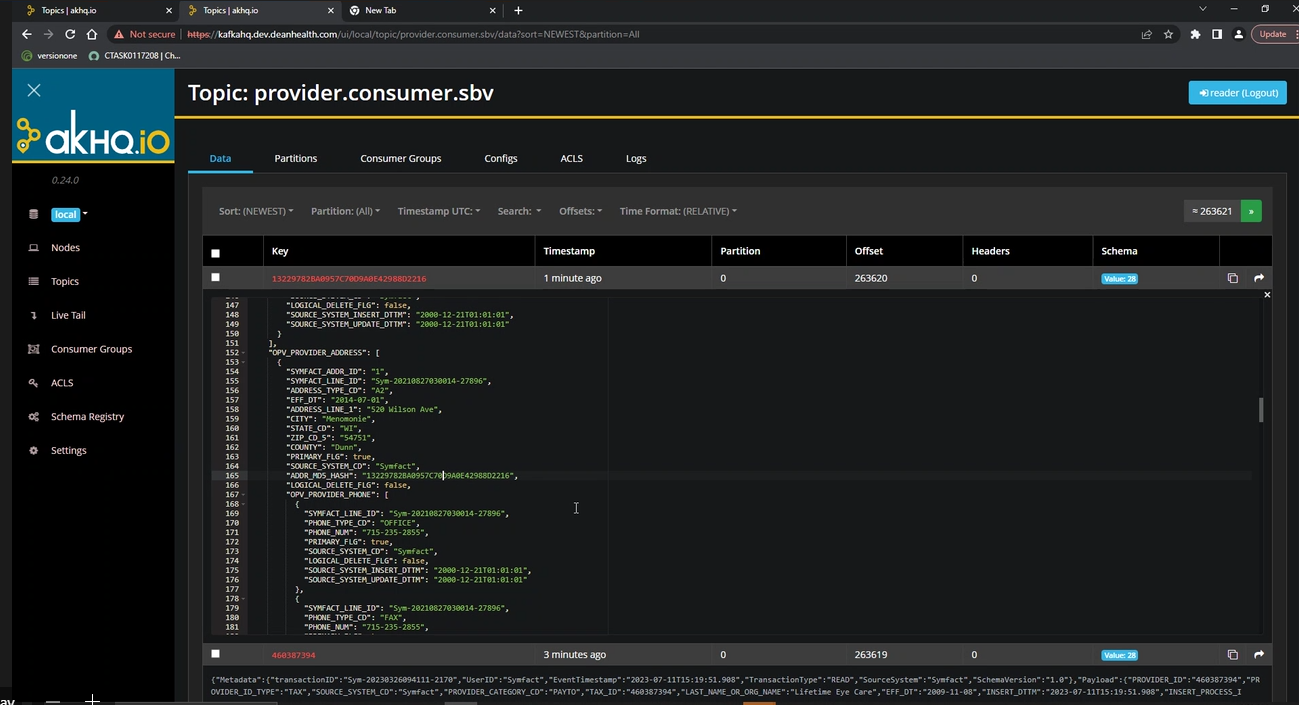 Topics | akhq.io
Topics | akhq.io
New Tab
Not secure | https://kafkahq.dev.deanhealth.com/ui/local/topic/provider.consumer.sbv/data?sort=NEWEST&partition=All
Update
versionone
CTASK0117208 | Ch...
Topic: provider.consumer.sbv
reader (Logout)
akHQ.io
0.24.0
local
Nodes
Topics
Live Tail
Consumer Groups
ACLS
Schema Registry
Settings
Data Partitions Consumer Groups Configs ACLS Logs
Sort: (NEWEST) Partition: (All) Timestamp UTC: Search: Offsets: Time Format: (RELATIVE)
≈ 263621 »
Key Timestamp Partition Offset Headers Schema
13229782BA0957C70D9A0E42988D2216 1 minute ago 0 263620 0 Value: 28
147 "LOGICAL_DELETE_FLG": false,
148 "SOURCE_SYSTEM_INSERT_DTTM": "2000-12-21T01:01:01",
149 "SOURCE_SYSTEM_UPDATE_DTTM": "2000-12-21T01:01:01"
150 }
151 ],
152 "OPV_PROVIDER_ADDRESS": [
153 {
154 "SYMFACT_ADDR_ID": "1",
155 "SYMFACT_LINE_ID": "Sym-20210827030014-27896",
156 "ADDRESS_TYPE_CD": "A2",
157 "EFF_DT": "2014-07-01",
158 "ADDRESS_LINE_1": "520 Wilson Ave",
159 "CITY": "Menomonie",
160 "STATE_CD": "WI",
161 "ZIP_CD_5": "54751",
162 "COUNTY": "Dunn",
163 "PRIMARY_FLG": true,
164 "SOURCE_SYSTEM_CD": "Symfact",
165 "ADDR_MD5_HASH": "13229782BA0957C70D9A0E42988D2216",
166 "LOGICAL_DELETE_FLG": false,
167 "OPV_PROVIDER_PHONE": [
168 {
169 "SYMFACT_LINE_ID": "Sym-20210827030014-27896",
170 "PHONE_TYPE_CD": "OFFICE",
171 "PHONE_NUM": "715-235-2855",
172 "PRIMARY_FLG": true,
173 "SOURCE_SYSTEM_CD": "Symfact",
174 "LOGICAL_DELETE_FLG": false,
175 "SOURCE_SYSTEM_INSERT_DTTM": "2000-12-21T01:01:01",
176 "SOURCE_SYSTEM_UPDATE_DTTM": "2000-12-21T01:01:01"
177 },
178 {
179 "SYMFACT_LINE_ID": "Sym-20210827030014-27896",
180 "PHONE_TYPE_CD": "FAX",
181 "PHONE_NUM": "715-235-2855",
460387394 3 minutes ago 0 263619 0 Value: 28
{"Metadata":{"transactionID":"Sym-20230326094111-2170","UserID":"Symfact","EventTimestamp":"2023-07-11T15:19:51.908","TransactionType":"READ","SourceSystem":"Symfact","SchemaVersion":"1.0"},"Payload":{"PROVIDER_ID":"460387394","PR
OVIDER_ID_TYPE":"TAX","SOURCE_SYSTEM_CD":"Symfact","PROVIDER_CATEGORY_CD":"PAYTO","TAX_ID":"460387394","LAST_NAME_OR_ORG_NAME":"Lifetime Eye Care","EFF_DT":"2009-11-08","INSERT_DTTM":"2023-07-11T15:19:51.908","INSERT_PROCESS_I